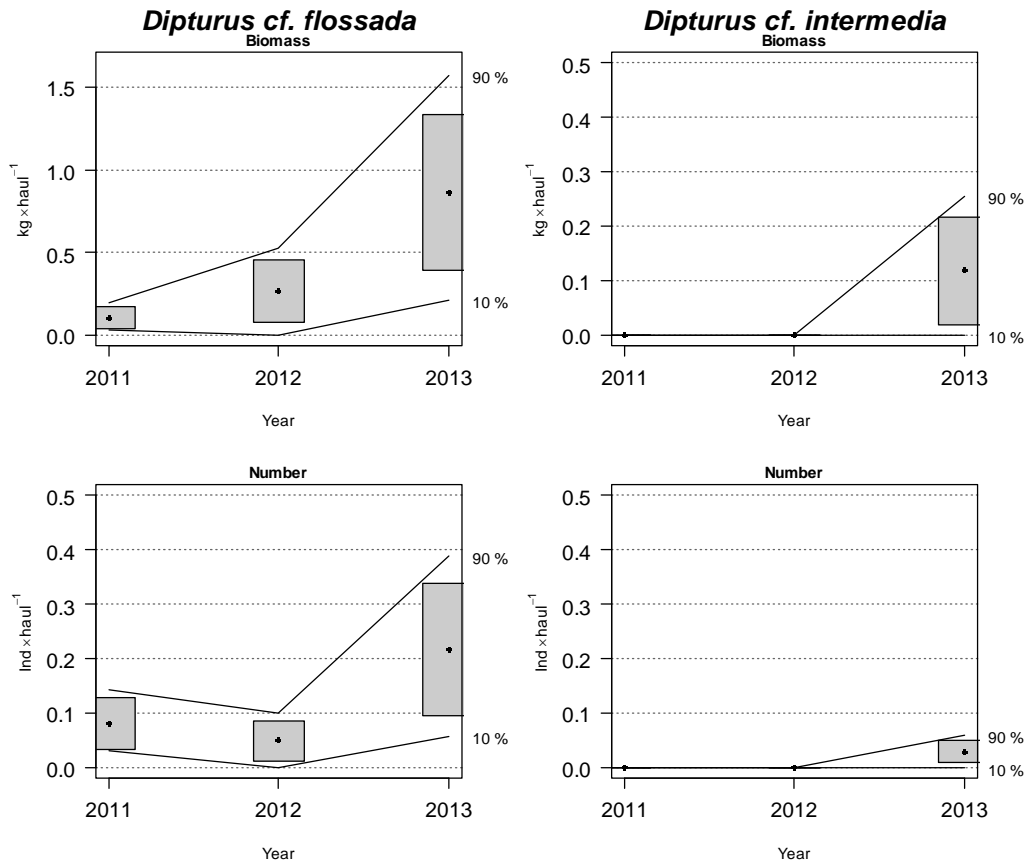 Dipturus cf. flossada
Biomass
1.5
1.0
0.5
0.0
kg × haul⁻¹
90 %
10 %
2011 2012 2013
Year
Dipturus cf. intermedia
Biomass
0.5
0.4
0.3
0.2
0.1
0.0
kg × haul⁻¹
90 %
10 %
2011 2012 2013
Year
Number
0.5
0.4
0.3
0.2
0.1
0.0
Ind × haul⁻¹
90 %
10 %
2011 2012 2013
Year
Number
0.5
0.4
0.3
0.2
0.1
0.0
Ind × haul⁻¹
90 %
10 %
2011 2012 2013
Year